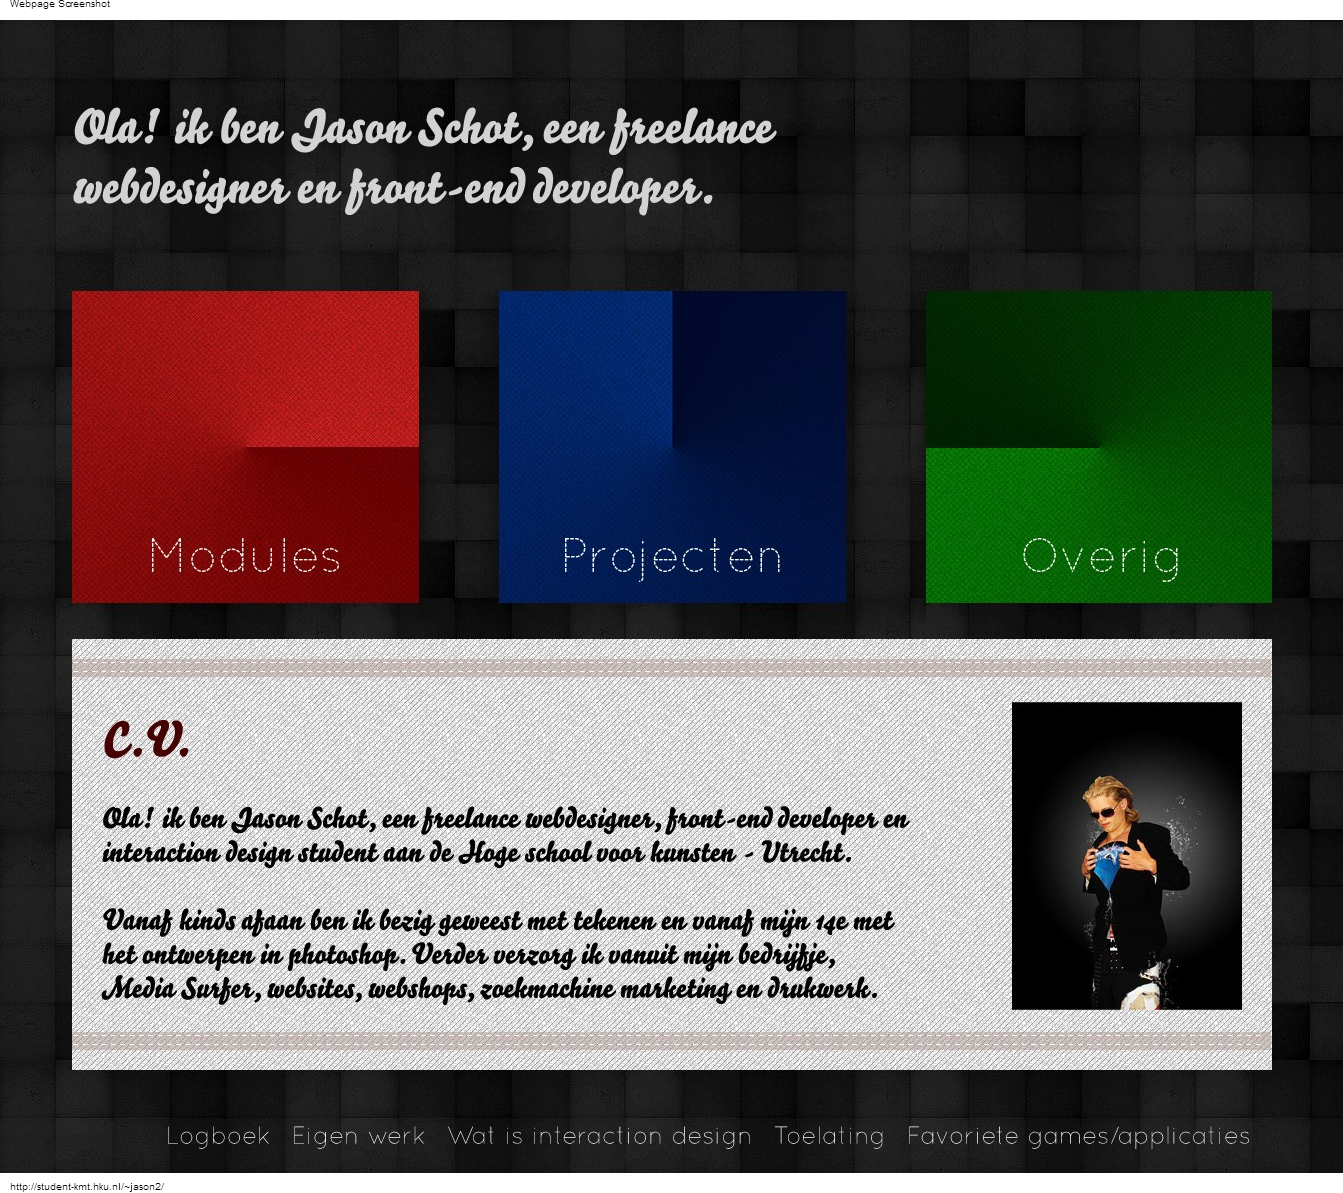 Webpage Screenshot
Ola! ik ben Jason Schot, een freelance
webdesigner en front-end developer.
Modules
Projecten
Overig
C.V.
Ola! ik ben Jason Schot, een freelance webdesigner, front-end developer en
interaction design student aan de Hoge school voor kunsten - Utrecht.
Vanaf kinds afaan ben ik bezig geweest met tekenen en vanaf mijn 14e met
het ontwerpen in photoshop. Verder verzorg ik vanuit mijn bedrijfje,
Media Surfer, websites, webshops, zoekmachine marketing en drukwerk.
Logboek Eigen werk Wat is interaction design Toelating Favoriete games/applicaties
http://student-kmt.hku.nl/~jason2/